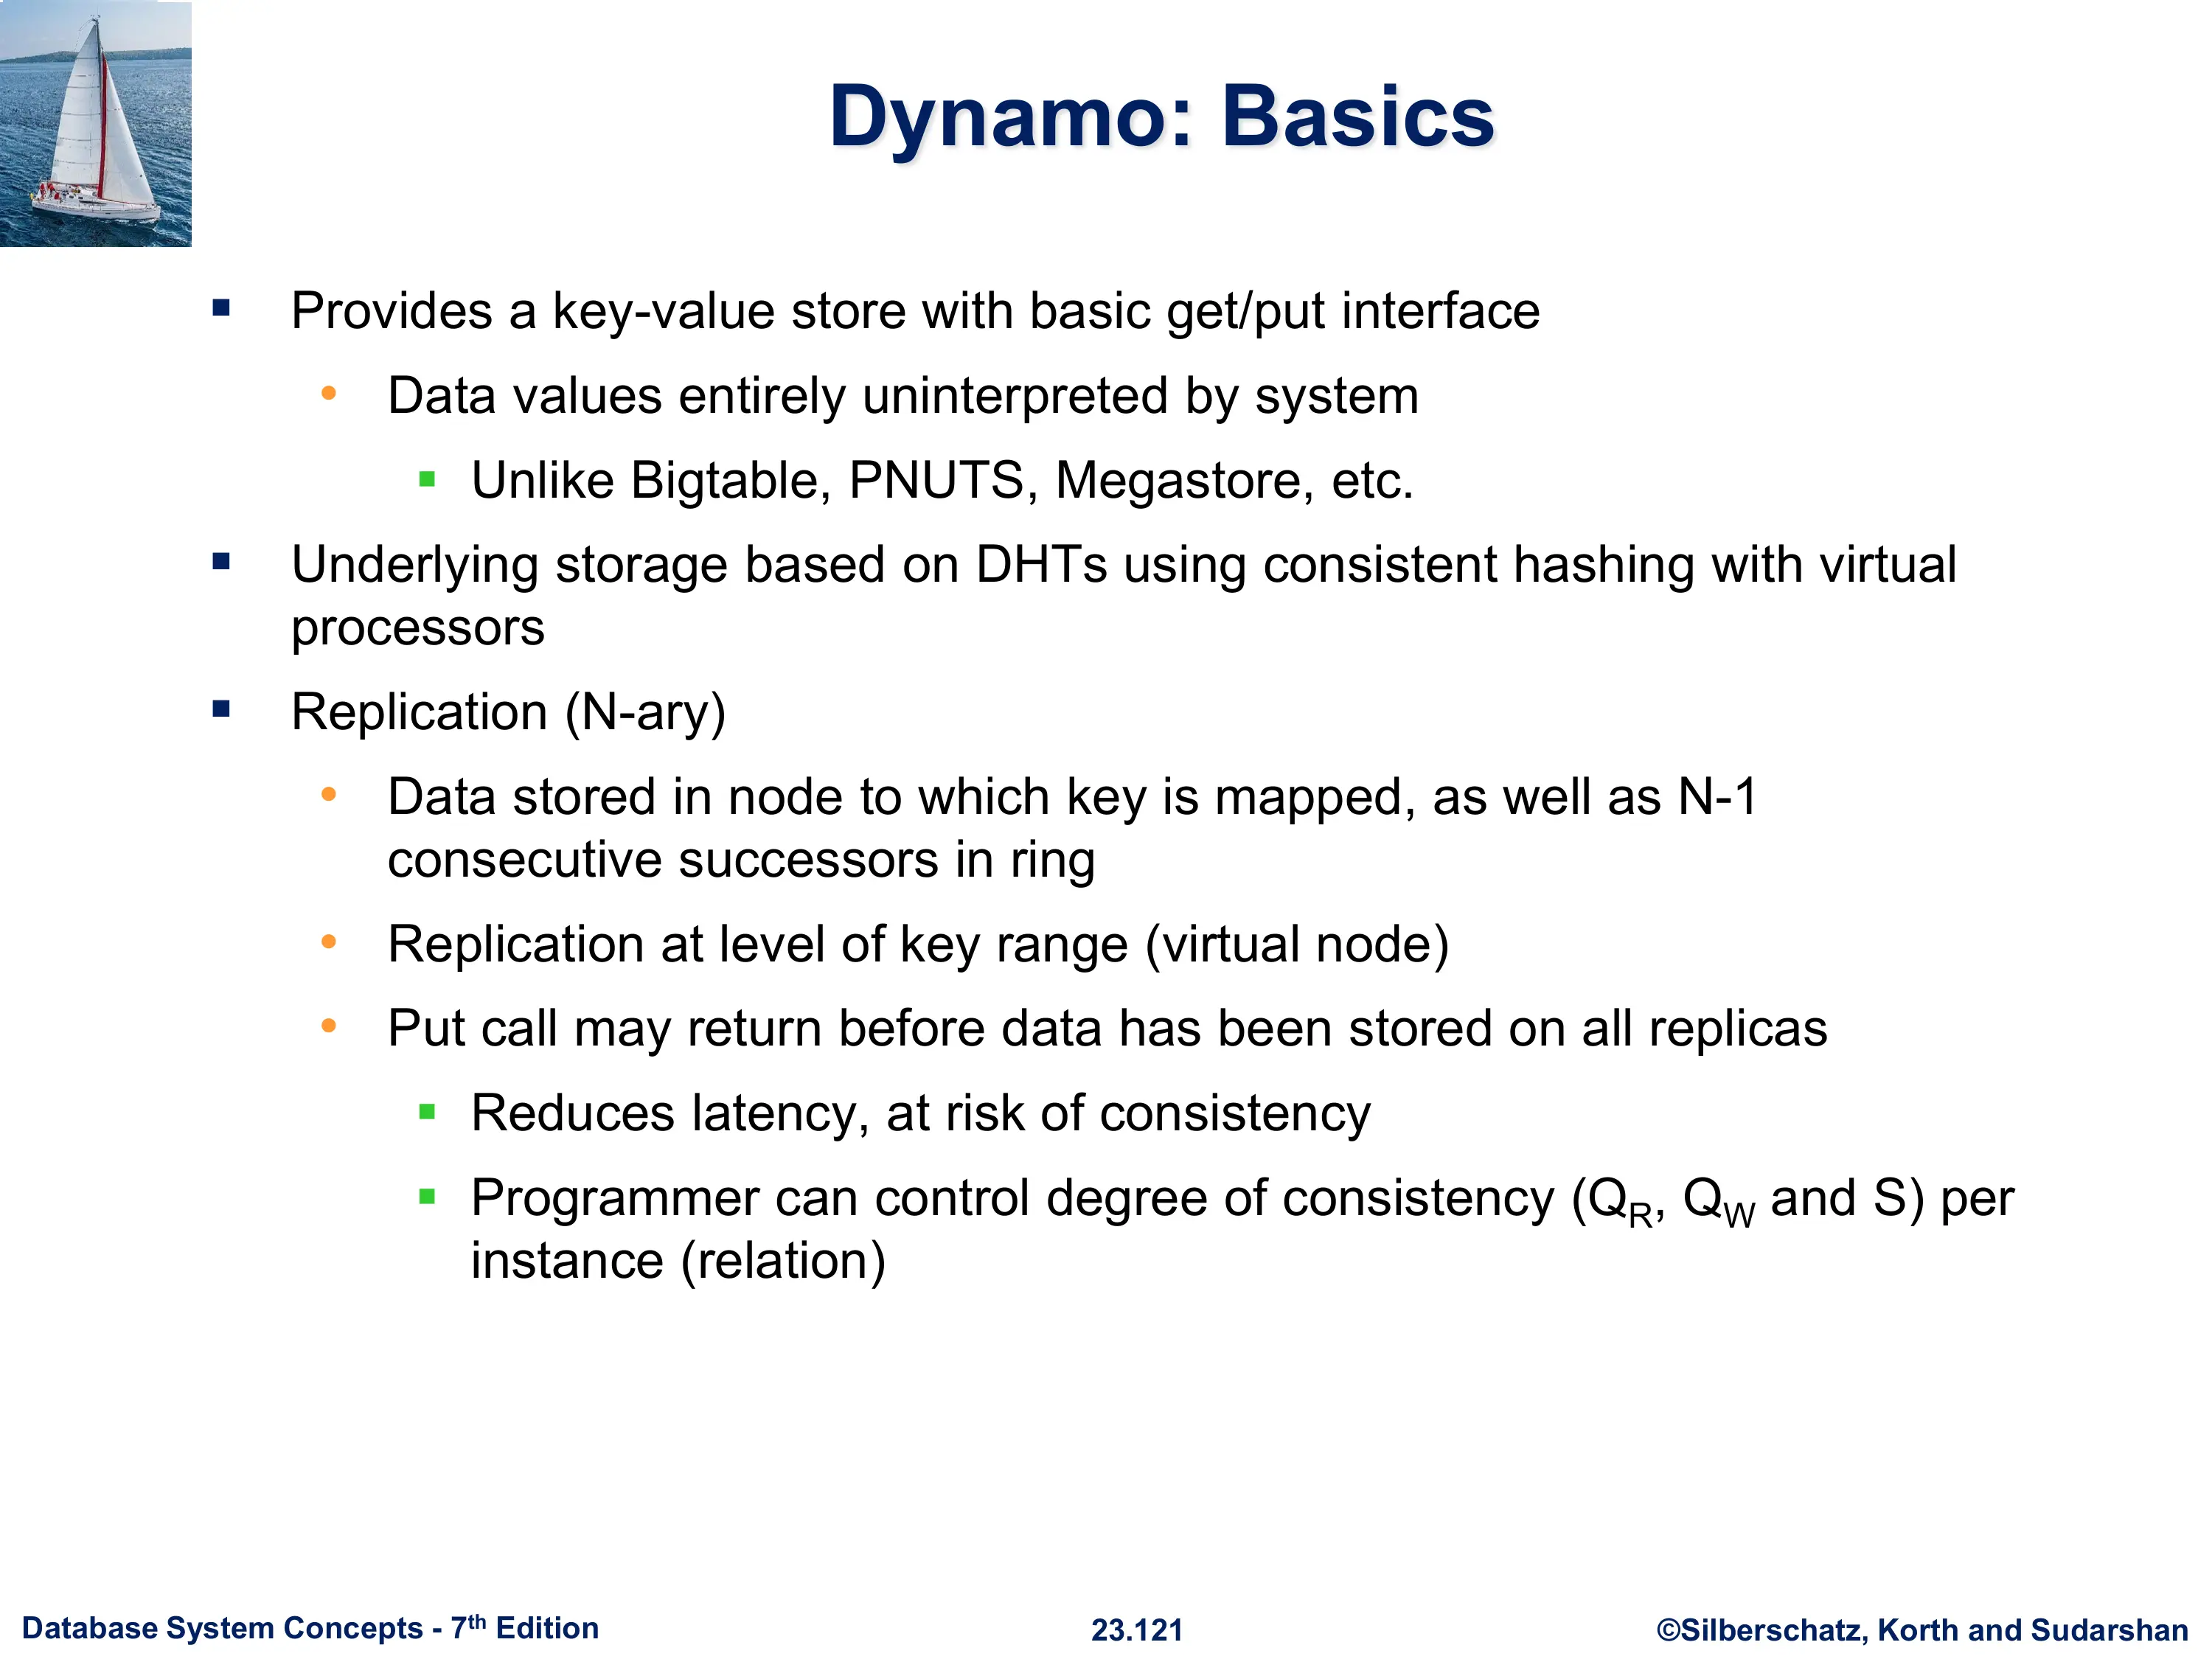 Dynamo: Basics
▪ Provides a key-value store with basic get/put interface
• Data values entirely uninterpreted by system
▪ Unlike Bigtable, PNUTS, Megastore, etc.
▪ Underlying storage based on DHTs using consistent hashing with virtual
processors
▪ Replication (N-ary)
• Data stored in node to which key is mapped, as well as N-1
consecutive successors in ring
• Replication at level of key range (virtual node)
• Put call may return before data has been stored on all replicas
▪ Reduces latency, at risk of consistency
▪ Programmer can control degree of consistency (QR, QW and S) per
instance (relation)
Database System Concepts - 7th Edition
23.121
©Silberschatz, Korth and Sudarshan